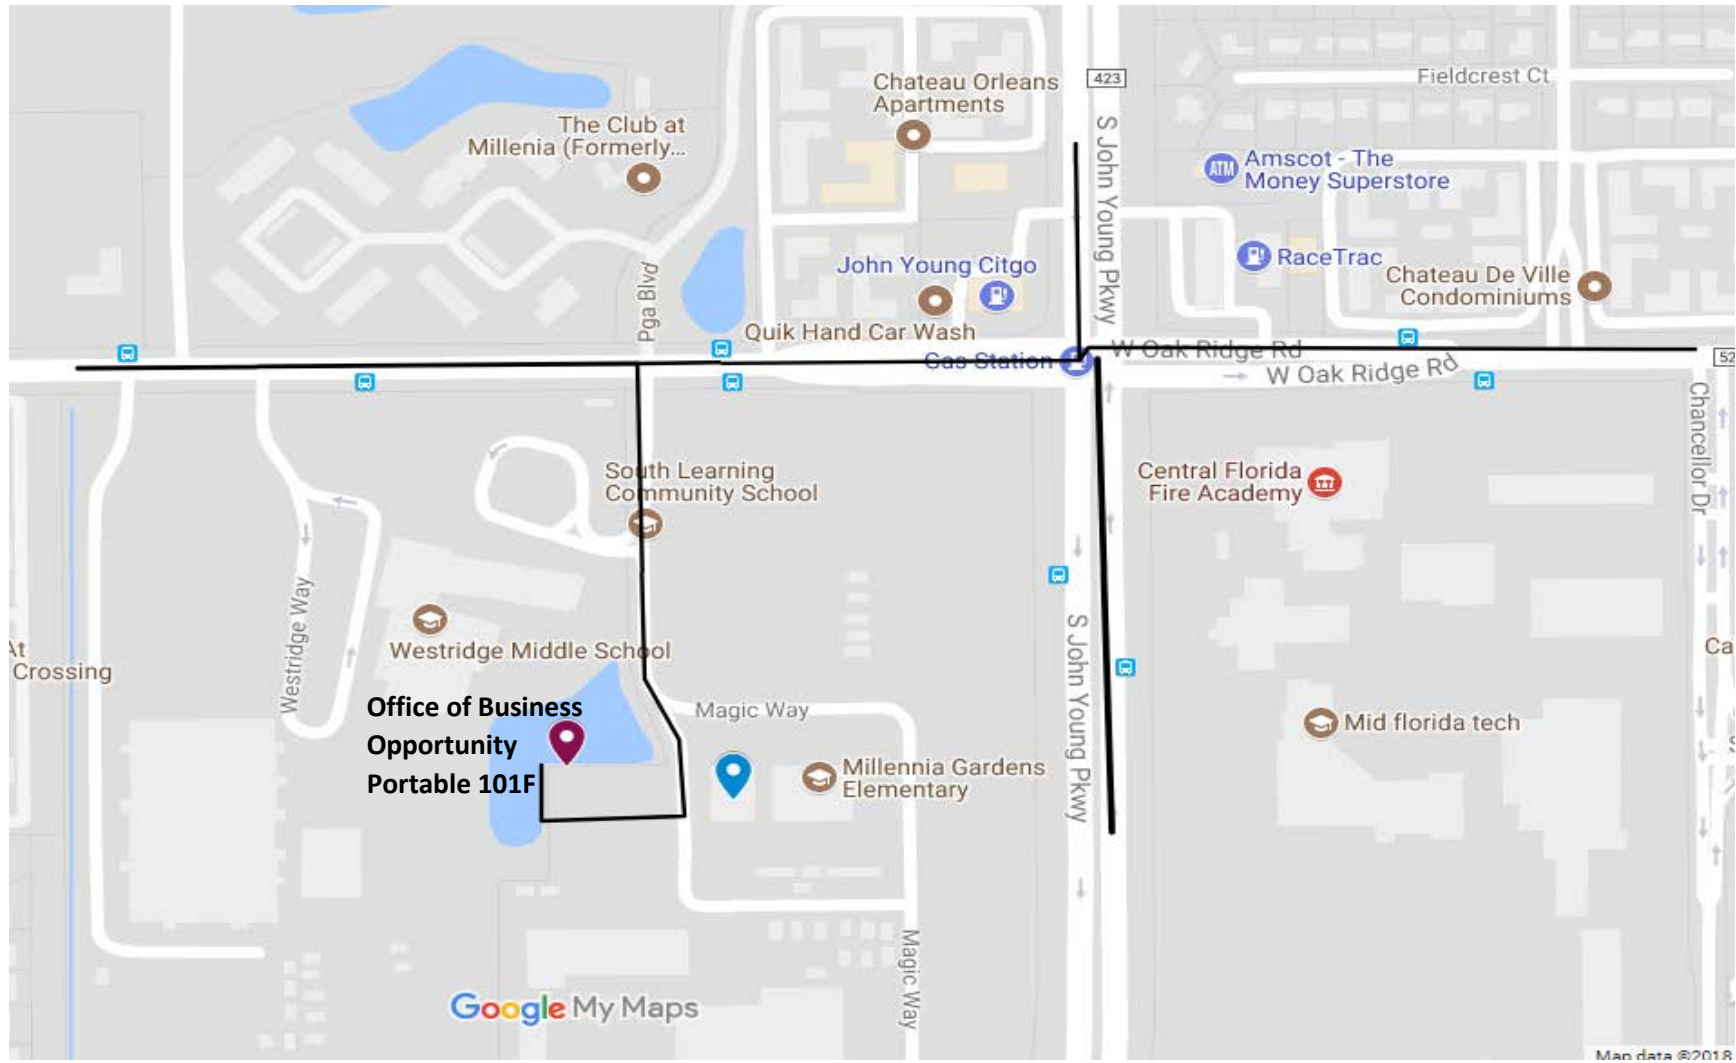 423
Fieldcrest Ct
Chateau Orleans
Apartments
The Club at
Millenia (Formerly...
S John Young Pkwy
ATM
Amscot - The
Money Superstore
John Young Citgo
RaceTrac
Chateau De Ville
Condominiums
Pga Blvd
Quik Hand Car Wash
Gas Station
W Oak Ridge Rd
W Oak Ridge Rd
52
Chancellor Dr
South Learning
Community School
Central Florida
Fire Academy
Westridge Way
Westridge Middle School
S John Young Pkwy
At
Crossing
Ca
Office of Business
Opportunity
Portable 101F
Magic Way
Mid florida tech
Millennia Gardens
Elementary
Magic Way
Google My Maps
Map data ©2018